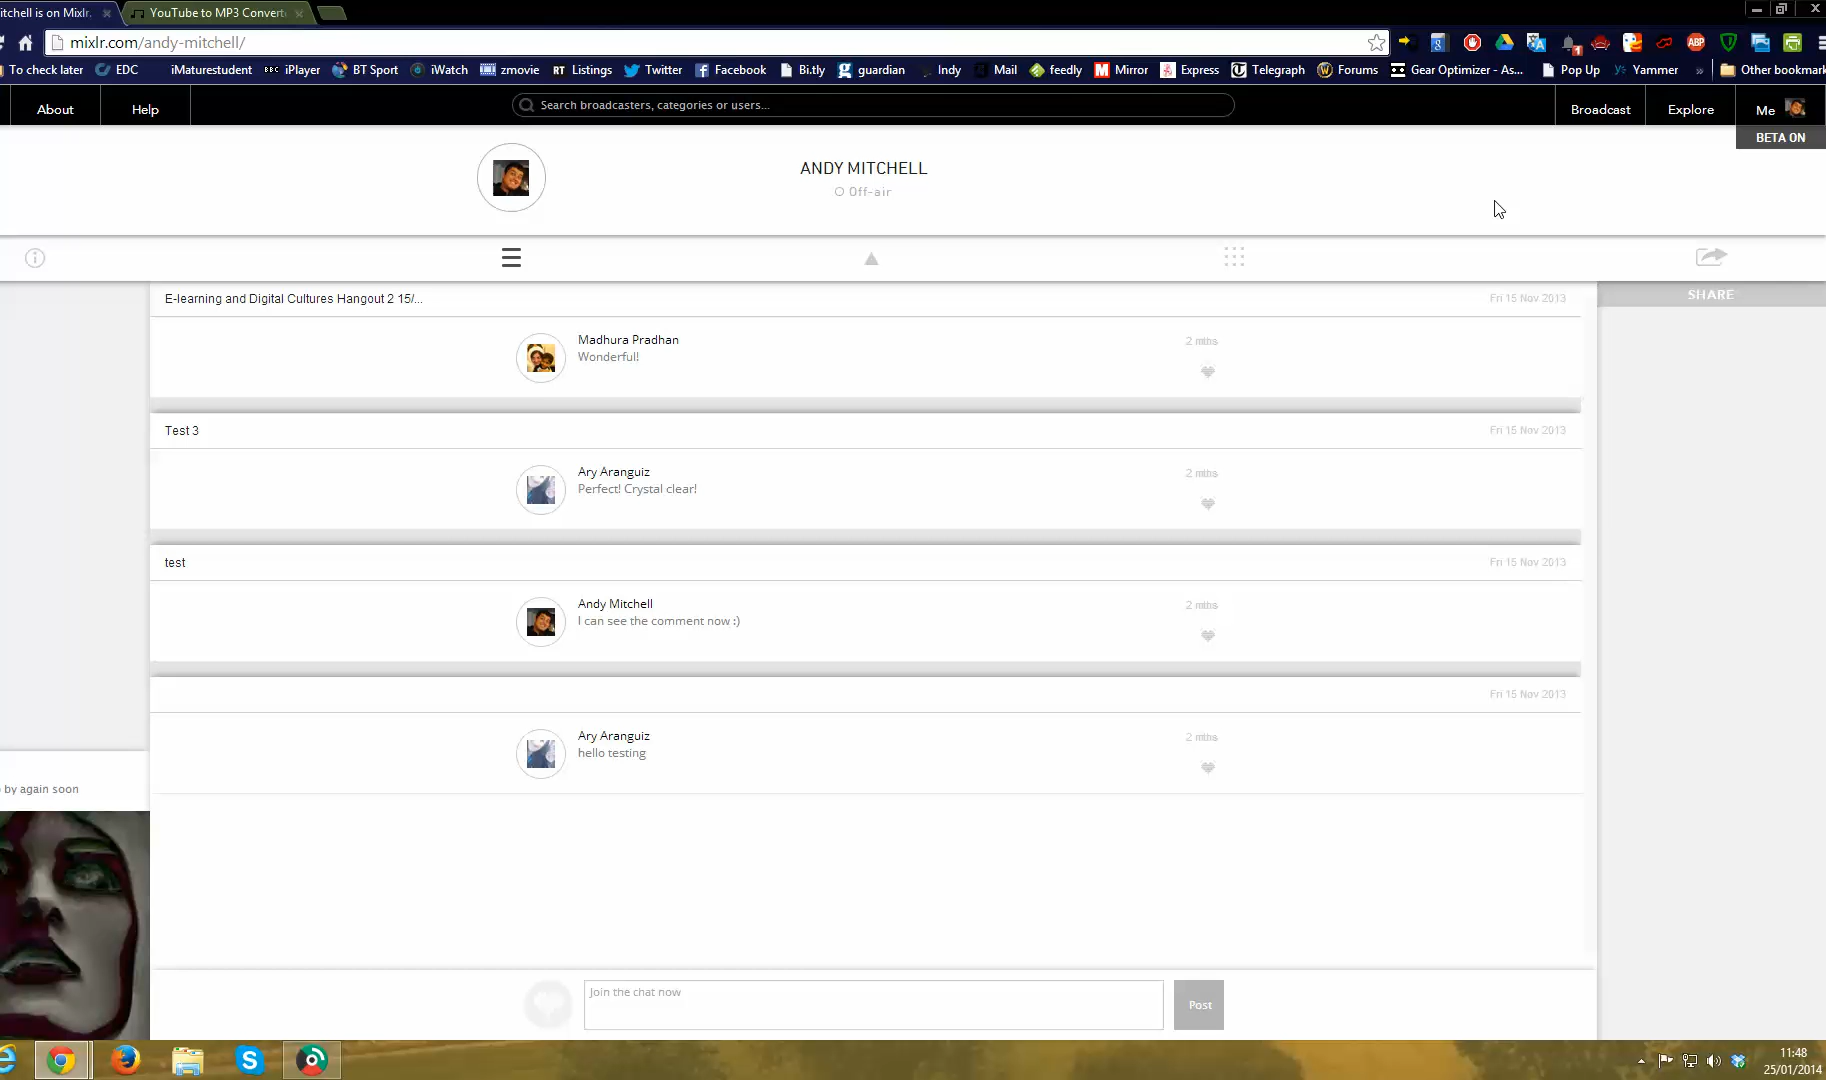 itchell is on Mixlr.
YouTube to MP3 Convert
mixlr.com/andy-mitchell/
To check later EDC iMaturestudent BBC iPlayer BT Sport iWatch zmovie RT Listings Twitter Facebook Bi.tly guardian Indy Mail feedly Mirror Express Telegraph Forums Gear Optimizer - As... Pop Up Yammer » Other bookmark
About Help Search broadcasters, categories or users... Broadcast Explore Me
BETA ON
ANDY MITCHELL
Off-air
SHARE
E-learning and Digital Cultures Hangout 2 15/... Fri 15 Nov 2013
Madhura Pradhan 2 mths
Wonderful!
Test 3 Fri 15 Nov 2013
Ary Aranguiz 2 mths
Perfect! Crystal clear!
test Fri 15 Nov 2013
Andy Mitchell 2 mths
I can see the comment now :)
Fri 15 Nov 2013
Ary Aranguiz 2 mths
hello testing
by again soon
Join the chat now Post
11:48
25/01/2014